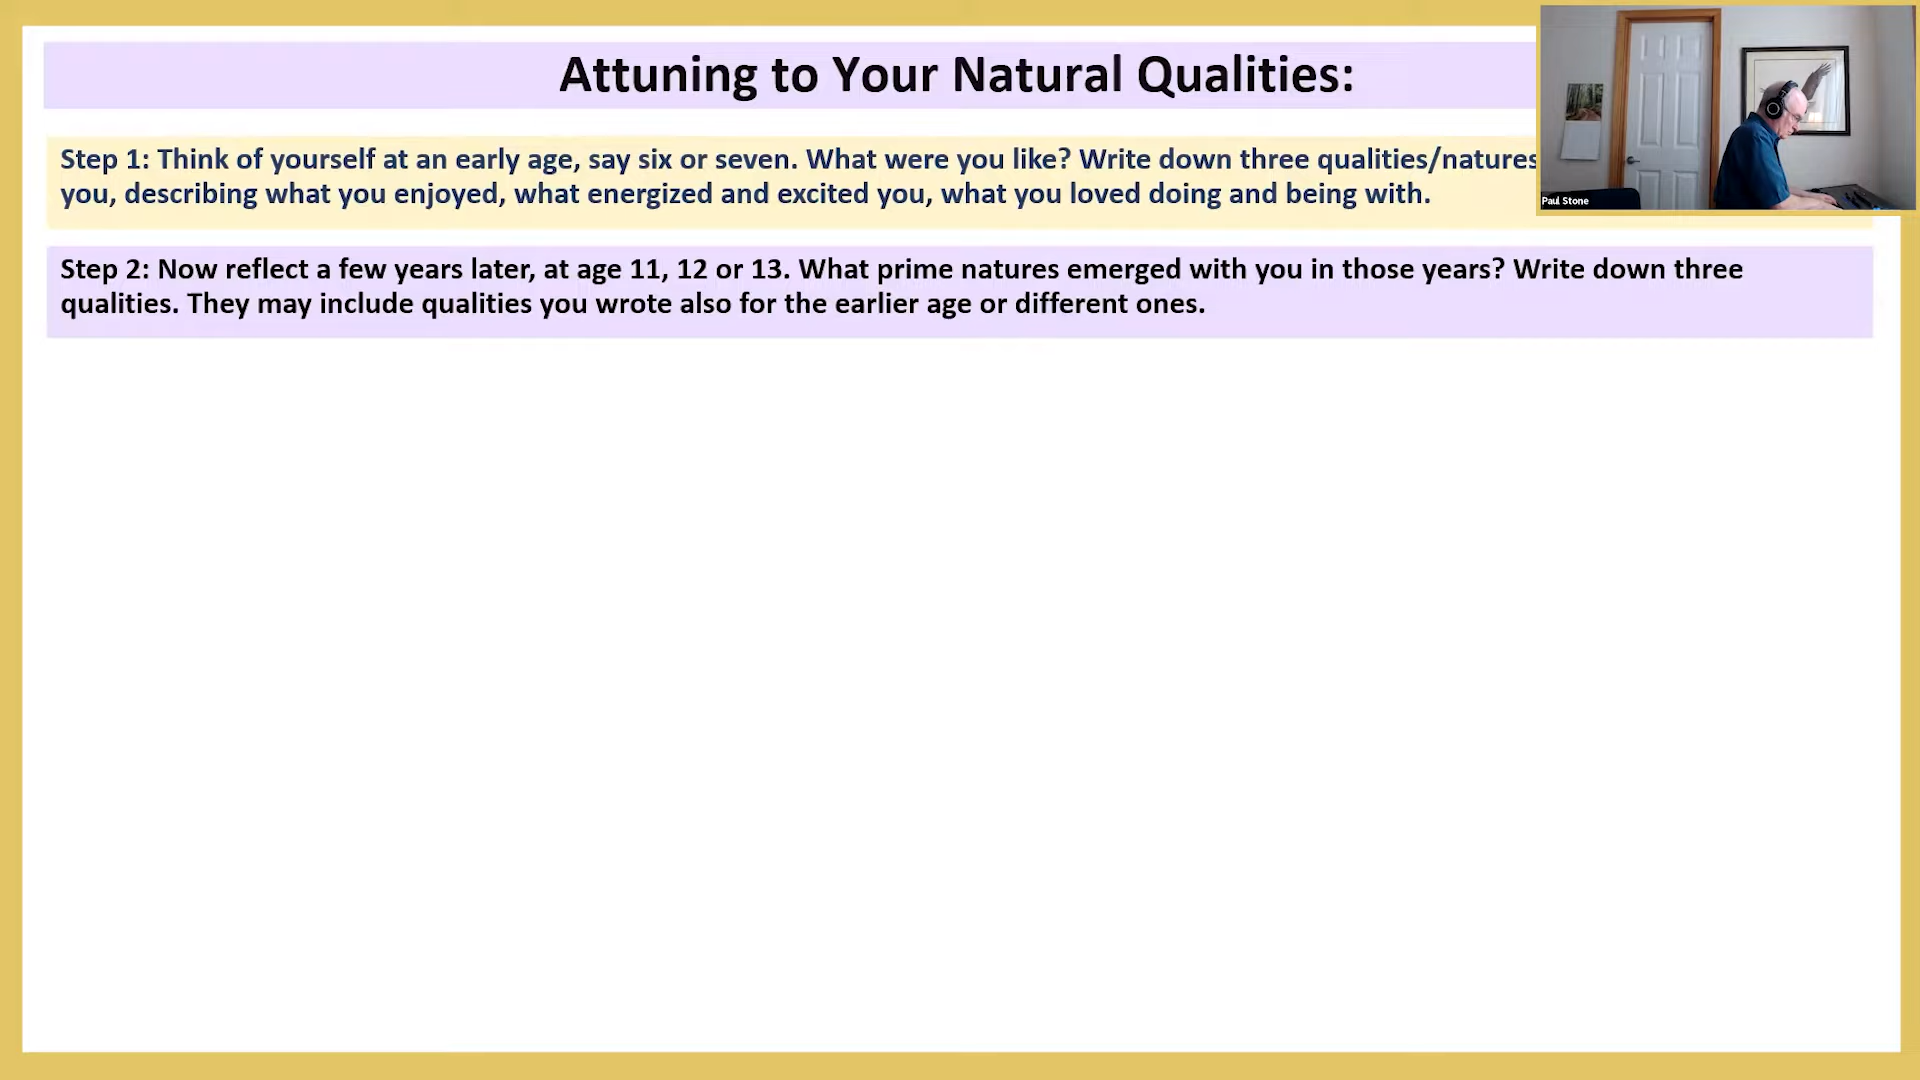 Attuning to Your Natural Qualities:
Step 1: Think of yourself at an early age, say six or seven. What were you like? Write down three qualities/natures
you, describing what you enjoyed, what energized and excited you, what you loved doing and being with.
Paul Stone
Step 2: Now reflect a few years later, at age 11, 12 or 13. What prime natures emerged with you in those years? Write down three
qualities. They may include qualities you wrote also for the earlier age or different ones.